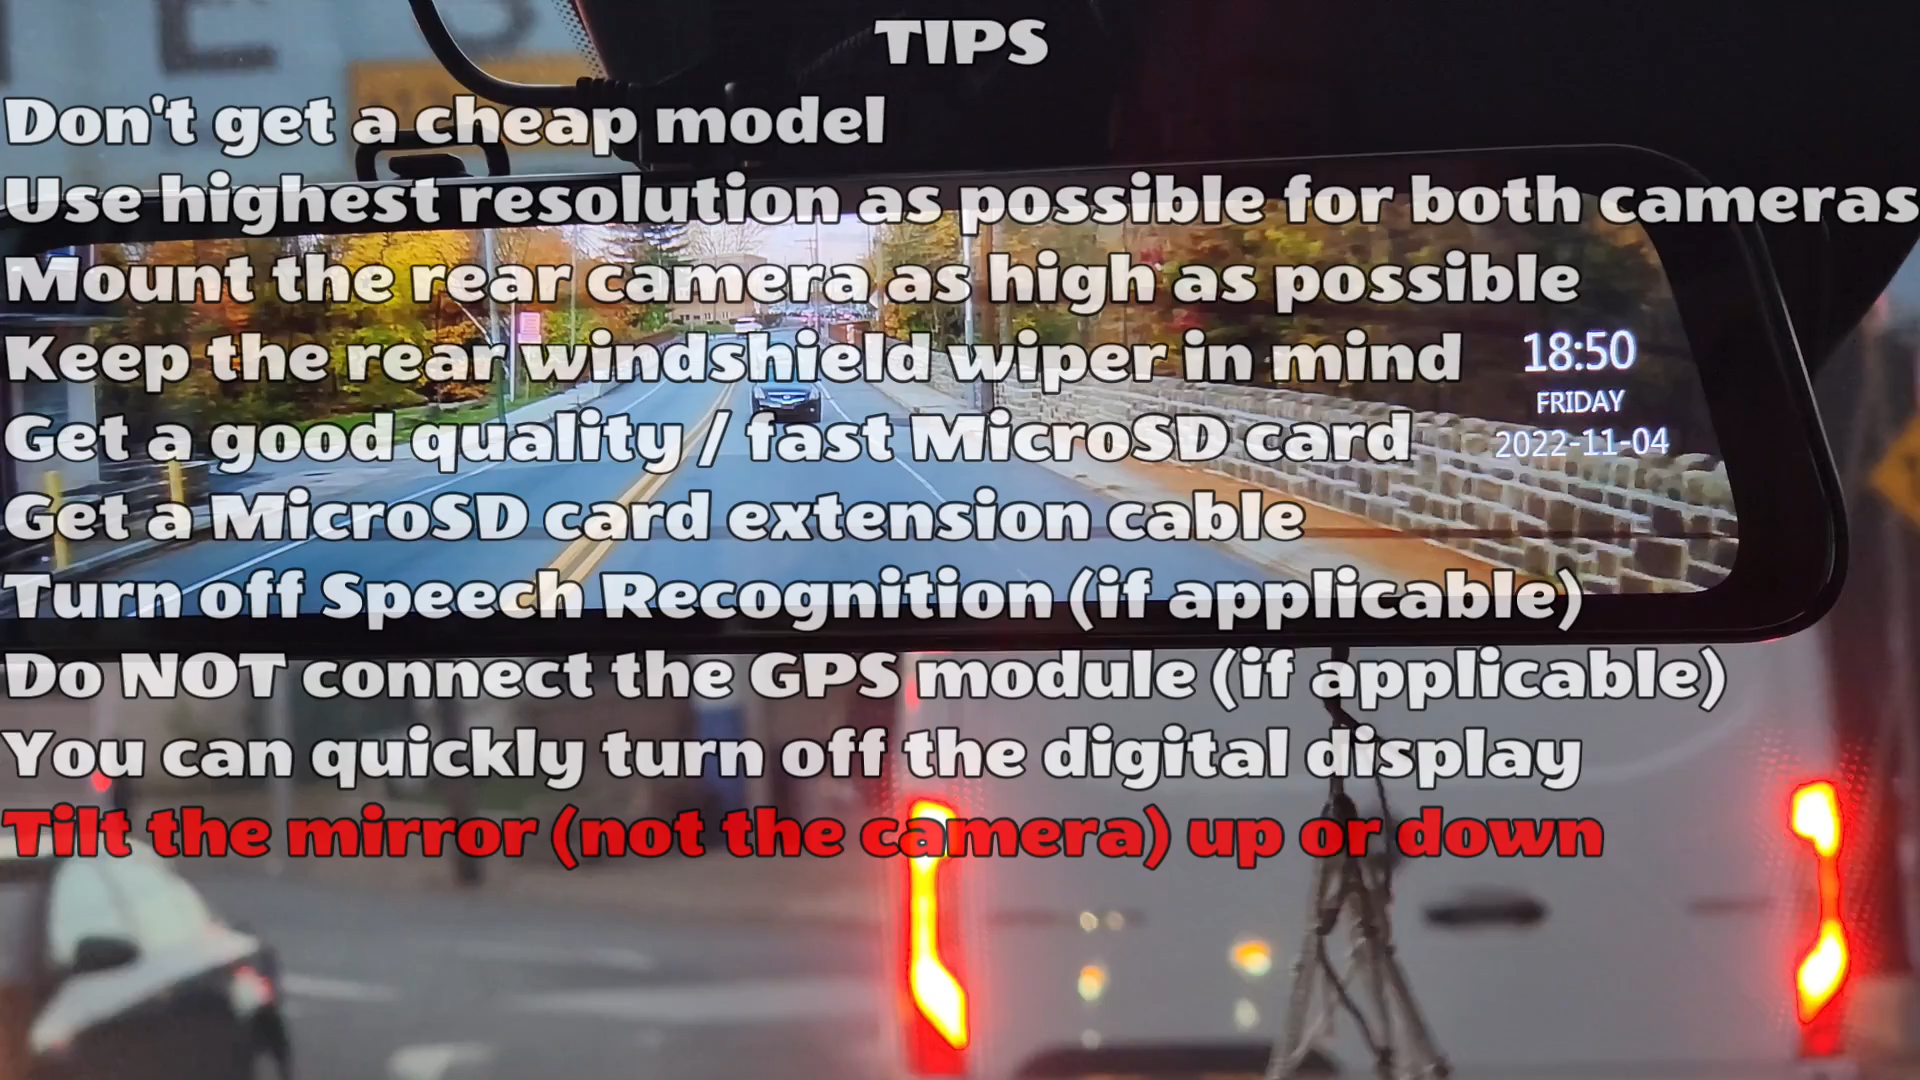 TIPS
Don't get a cheap model
Use highest resolution as possible for both cameras
Mount the rear camera as high as possible
Keep the rear windshield wiper in mind
18:50
FRIDAY
Get a good quality / fast MicroSD card
2022-11-04
Get a MicroSD card extension cable
Turn off Speech Recognition (if applicable)
Do NOT connect the GPS module (if applicable)
You can quickly turn off the digital display
Tilt the mirror (not the camera) up or down